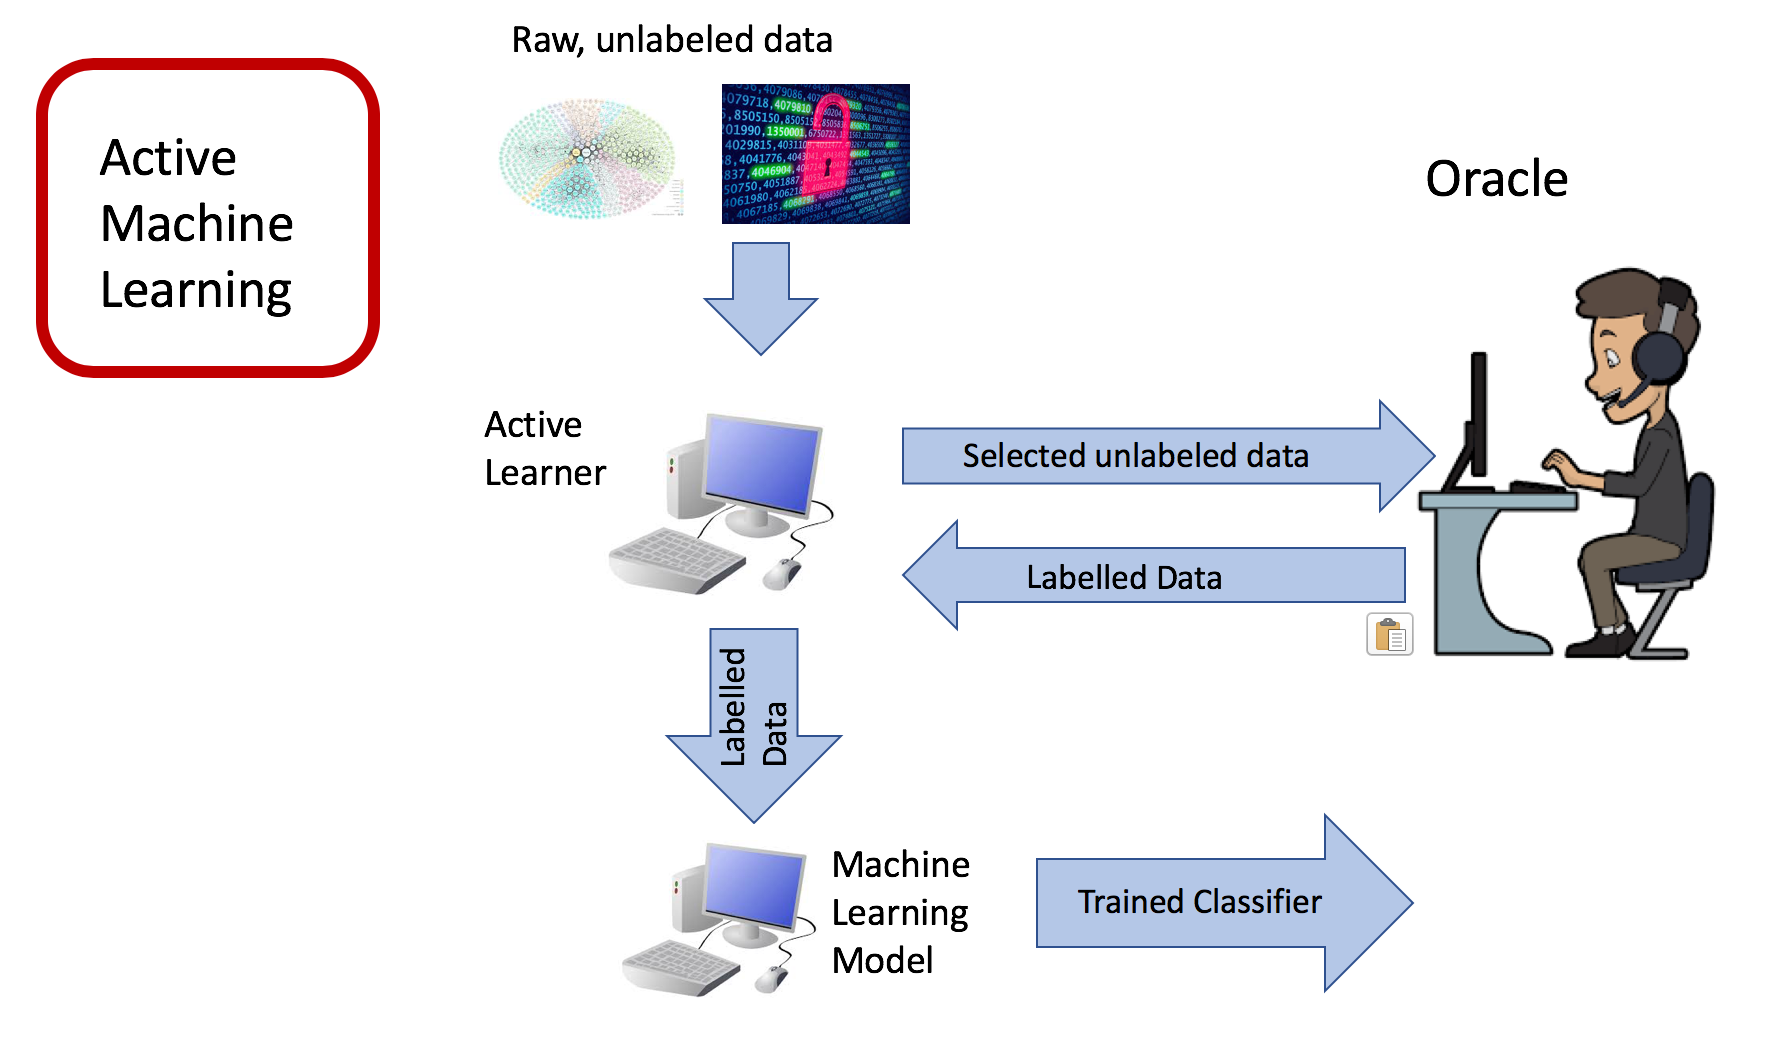 Raw, unlabeled data
Active
Machine
Learning
Oracle
Active
Learner
Selected unlabeled data
Labelled Data
Labelled
Data
Machine
Learning
Model
Trained Classifier